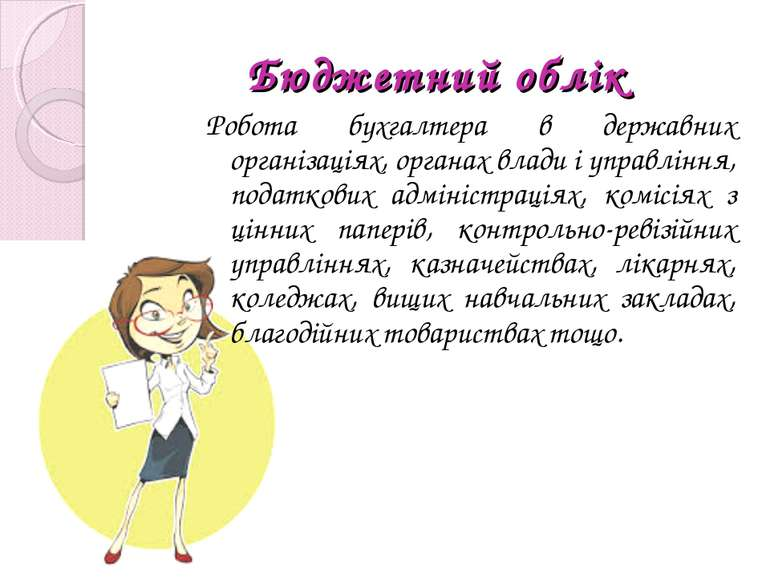 Бюджетний облік
Робота бухгалтера в державних
організаціях, органах влади і управління,
податкових адміністраціях, комісіях з
цінних паперів, контрольно-ревізійних
управліннях, казначействах, лікарнях,
коледжах, вищих навчальних закладах,
благодійних товариствах тощо.